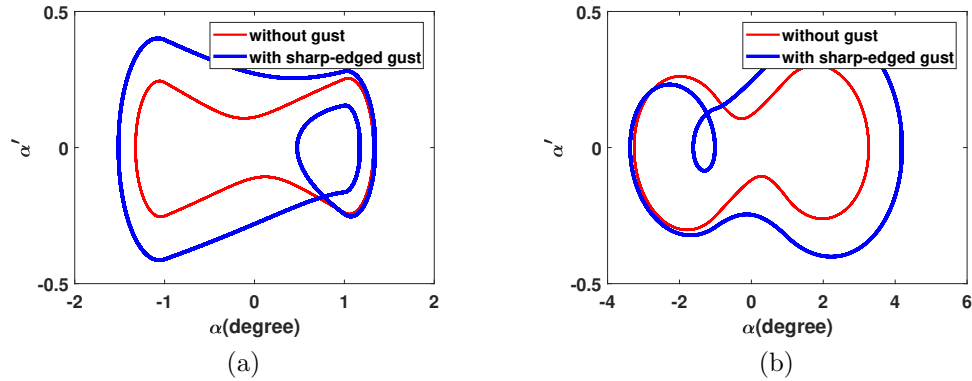 0.5
without gust
with sharp-edged gust
α′
0
-0.5
-2
-1
0
1
2
α(degree)
(a)
0.5
without gust
with sharp-edged gust
α′
0
-0.5
-4
-2
0
2
4
6
α(degree)
(b)